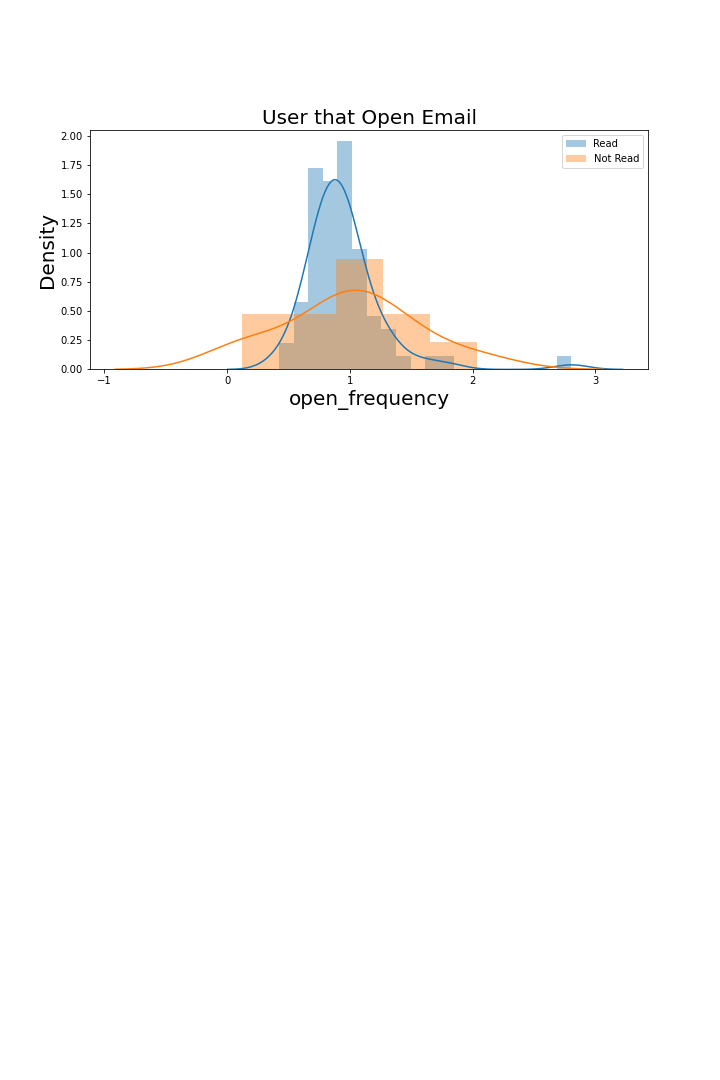 User that Open Email
Read
Not Read
Density
2.00
1.75
1.50
1.25
1.00
0.75
0.50
0.25
0.00
−1
0
1
2
3
open_frequency